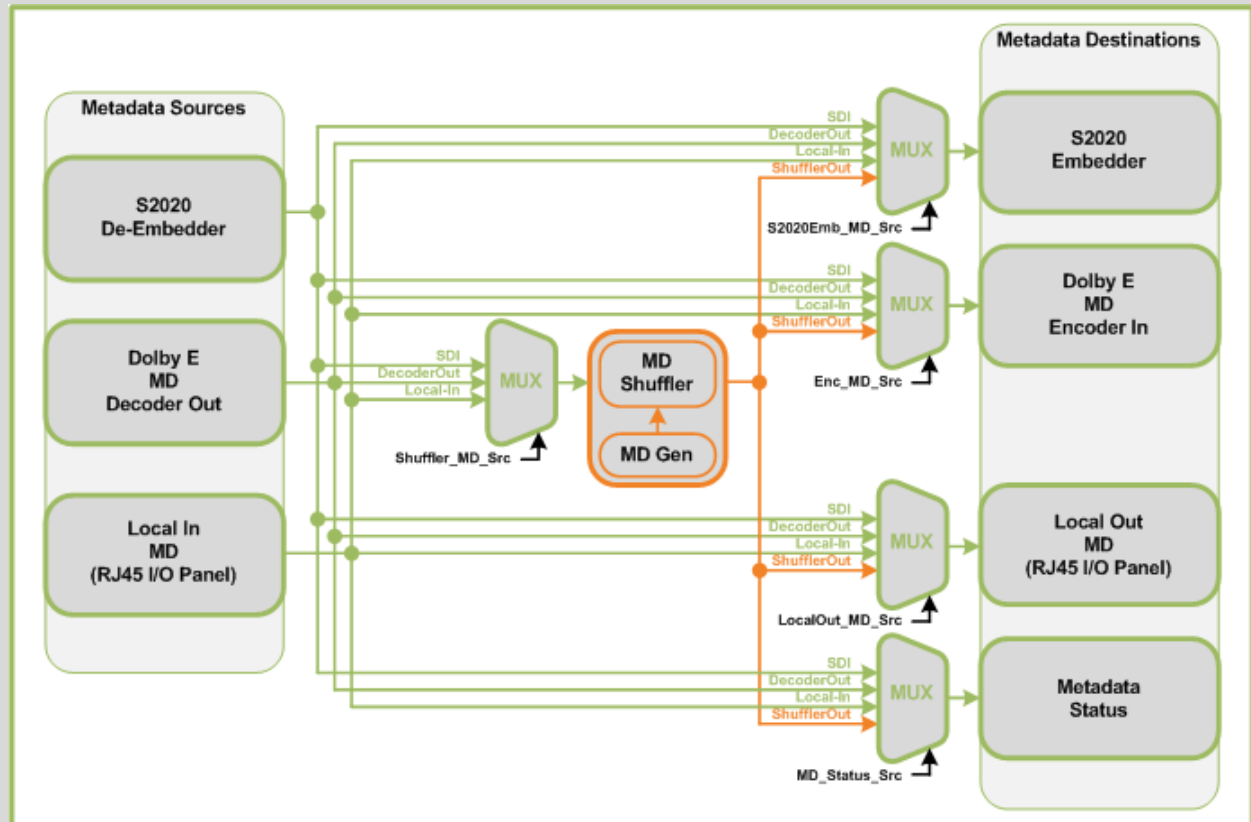 Metadata Sources
S2020
De-Embedder
Dolby E
MD
Decoder Out
Local In
MD
(RJ45 I/O Panel)
SDI
DecoderOut
Local-In
MUX
Shuffler_MD_Src
MD
Shuffler
MD Gen
SDI
DecoderOut
Local-In
ShufflerOut
MUX
S2020Emb_MD_Src
SDI
DecoderOut
Local-In
ShufflerOut
MUX
Enc_MD_Src
SDI
DecoderOut
Local-In
ShufflerOut
MUX
LocalOut_MD_Src
SDI
DecoderOut
Local-In
ShufflerOut
MUX
MD_Status_Src
Metadata Destinations
S2020
Embedder
Dolby E
MD
Encoder In
Local Out
MD
(RJ45 I/O Panel)
Metadada
Status